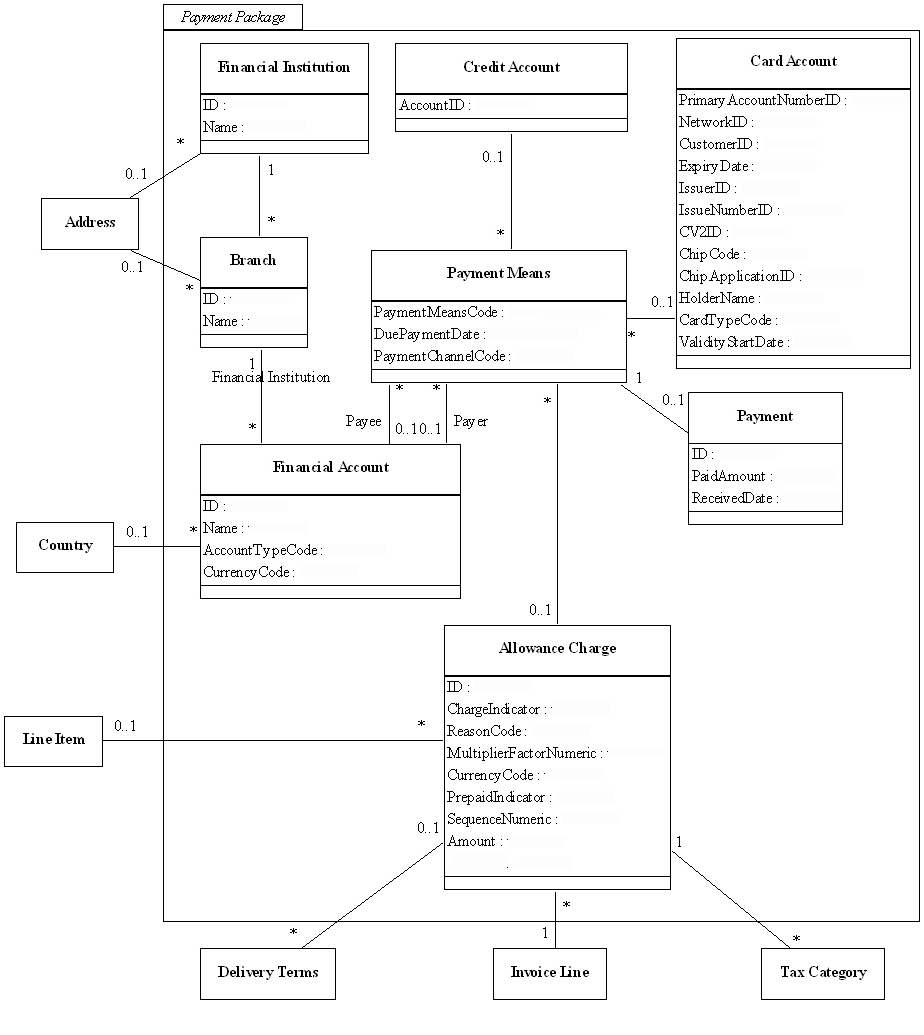 Payment Package
Financial Institution
ID :
Name :
Credit Account
AccountID :
Card Account
PrimaryAccountNumberID :
NetworkID :
CustomerID :
ExpiryDate :
IssuerID :
IssueNumberID :
CV2ID :
ChipCode :
ChipApplicationID :
HolderName :
CardTypeCode :
ValidityStartDate :
*
0..1
1
*
0..1
*
Address
0..1
*
Branch
ID :
Name :
Payment Means
PaymentMeansCode :
DuePaymentDate :
PaymentChannelCode :
0..1
*
1
0..1
Payment
ID :
PaidAmount :
ReceivedDate :
1
Financial Institution
*
* *
Payee 0..1 0..1 Payer
*
Financial Account
ID :
Name :
AccountTypeCode :
CurrencyCode :
Country
0..1
*
0..1
Allowance Charge
ID :
ChargeIndicator :
ReasonCode :
MultiplierFactorNumeric :
CurrencyCode :
PrepaidIndicator :
SequenceNumeric :
Amount :
Line Item
0..1
*
0..1
1
*
*
1
*
Delivery Terms
Invoice Line
Tax Category